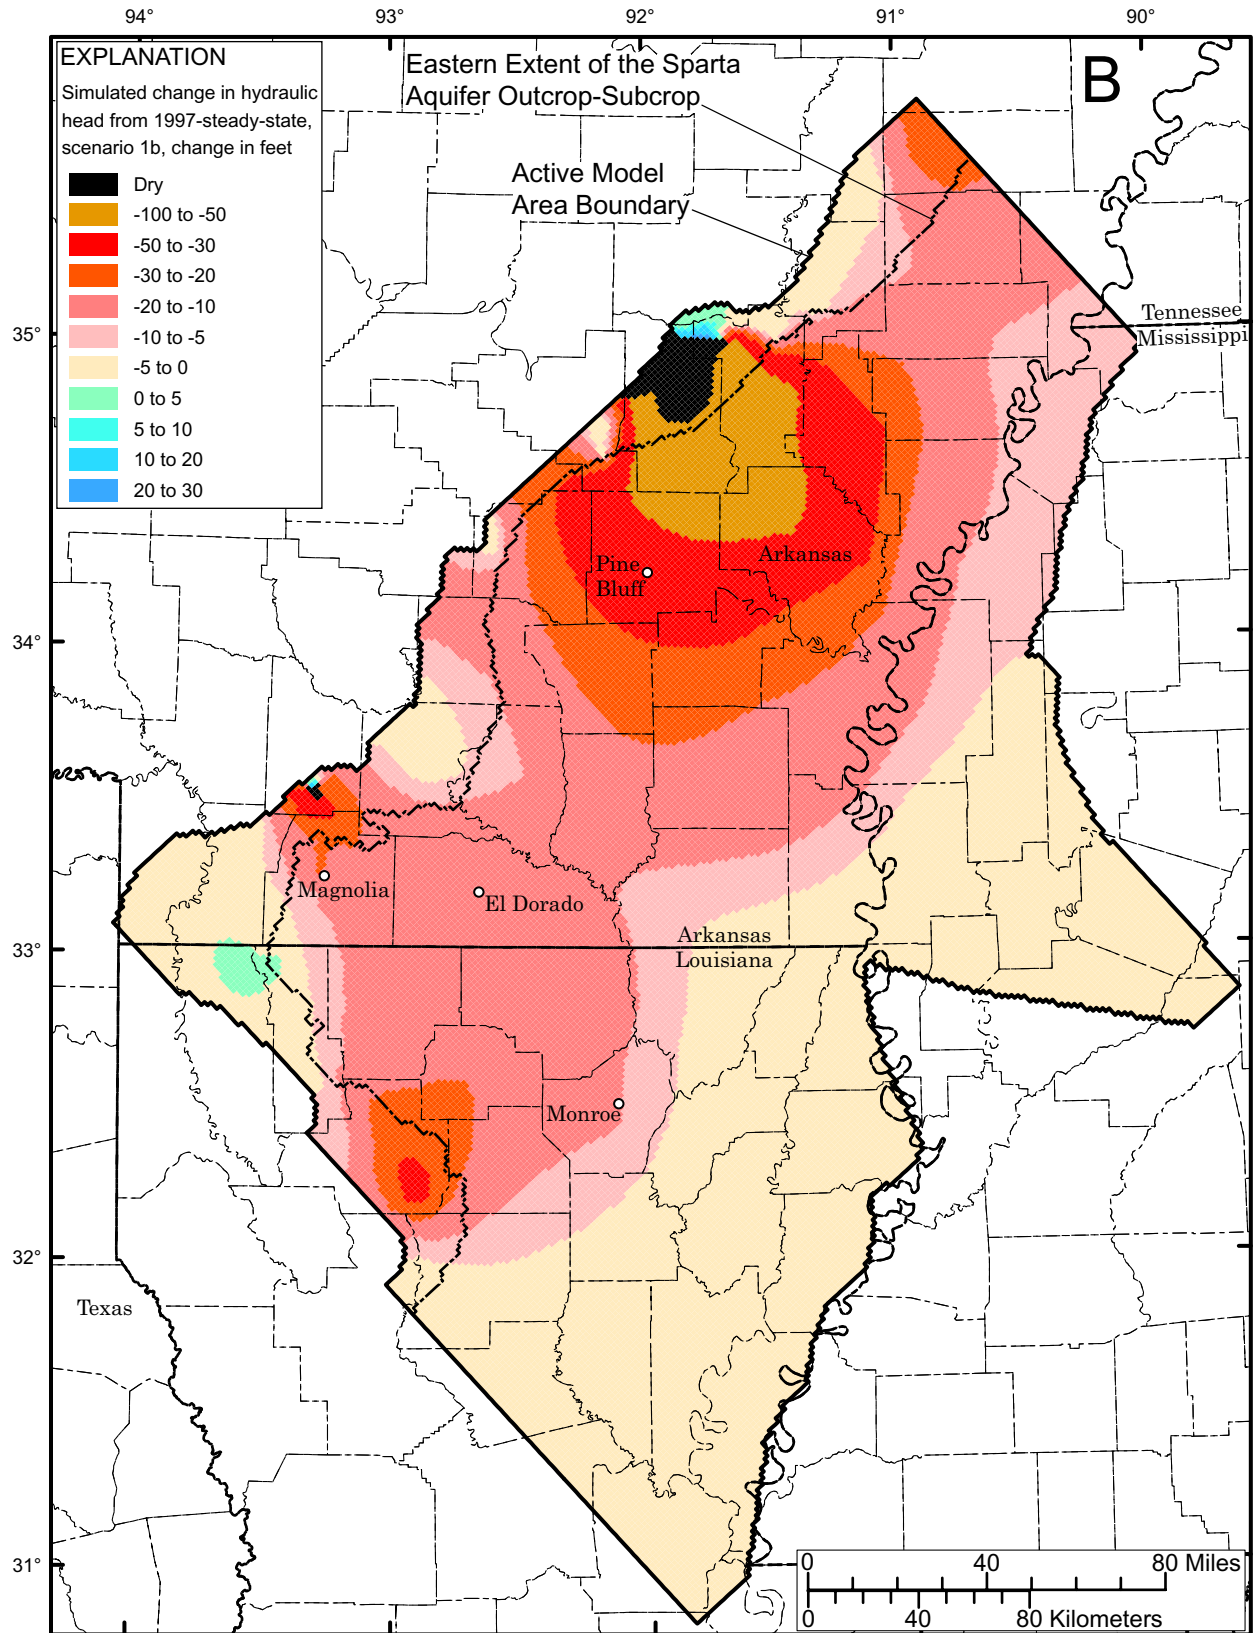 94°
93°
92°
91°
90°
EXPLANATION
Simulated change in hydraulic
head from 1997-steady-state,
scenario 1b, change in feet
Dry
-100 to -50
-50 to -30
-30 to -20
-20 to -10
-10 to -5
-5 to 0
0 to 5
5 to 10
10 to 20
20 to 30
Eastern Extent of the Sparta
Aquifer Outcrop-Subcrop
B
Active Model
Area Boundary
Tennessee
Mississippi
35°
Arkansas
Pine
Bluff
34°
Magnolia
El Dorado
33°
Arkansas
Louisiana
Monroe
32°
Texas
31°
0 40 80 Miles
0 40 80 Kilometers